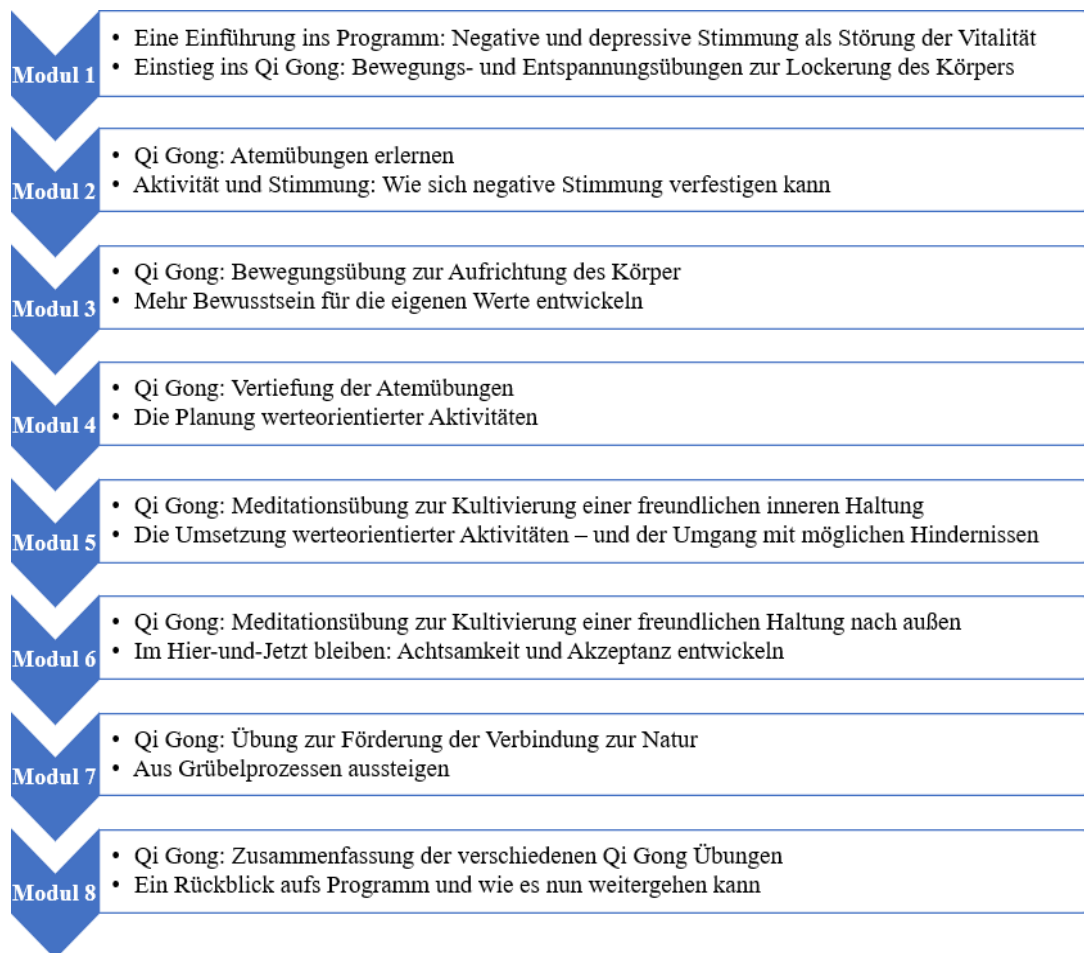 Modul 1
• Eine Einführung ins Programm: Negative und depressive Stimmung als Störung der Vitalität
• Einstieg ins Qi Gong: Bewegungs- und Entspannungsübungen zur Lockerung des Körpers
Modul 2
• Qi Gong: Atemübungen erlernen
• Aktivität und Stimmung: Wie sich negative Stimmung verfestigen kann
Modul 3
• Qi Gong: Bewegungsübung zur Aufrichtung des Körper
• Mehr Bewusstsein für die eigenen Werte entwickeln
Modul 4
• Qi Gong: Vertiefung der Atemübungen
• Die Planung werteorientierter Aktivitäten
Modul 5
• Qi Gong: Meditationsübung zur Kultivierung einer freundlichen inneren Haltung
• Die Umsetzung werteorientierter Aktivitäten – und der Umgang mit möglichen Hindernissen
Modul 6
• Qi Gong: Meditationsübung zur Kultivierung einer freundlichen Haltung nach außen
• Im Hier-und-Jetzt bleiben: Achtsamkeit und Akzeptanz entwickeln
Modul 7
• Qi Gong: Übung zur Förderung der Verbindung zur Natur
• Aus Grübelprozessen aussteigen
Modul 8
• Qi Gong: Zusammenfassung der verschiedenen Qi Gong Übungen
• Ein Rückblick aufs Programm und wie es nun weitergehen kann